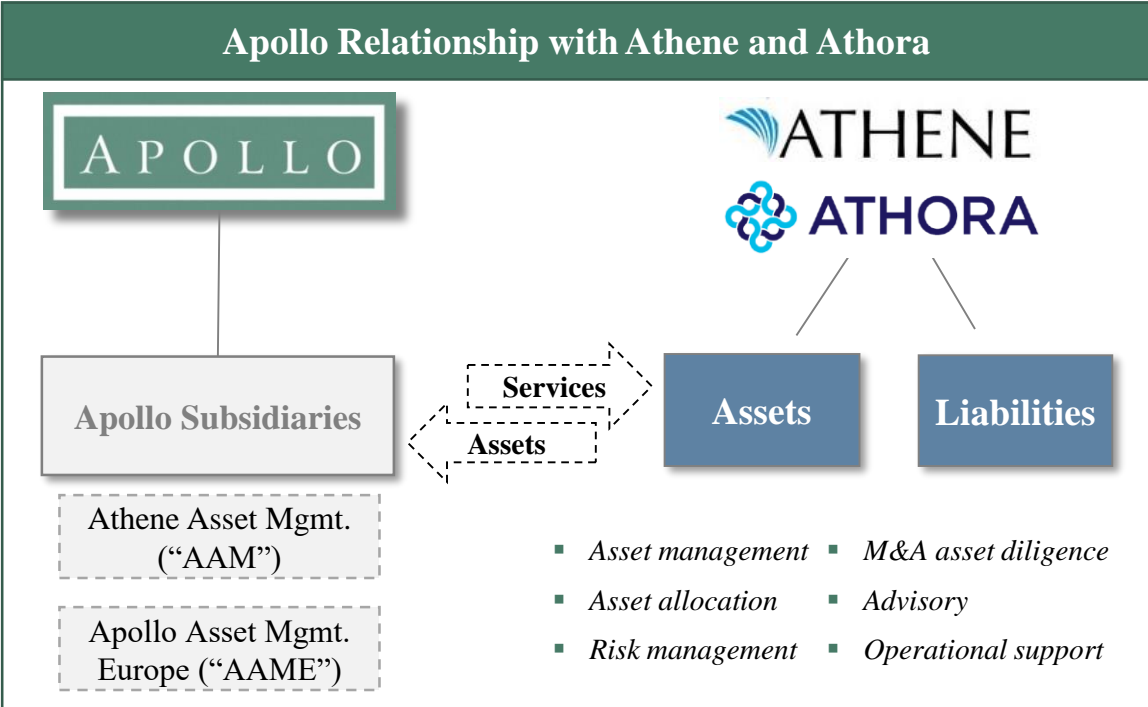 Apollo Relationship with Athene and Athora
APOLLO
ATHENE
ATHORA
Apollo Subsidiaries
Services
Assets
Assets
Liabilities
Athene Asset Mgmt.
(“AAM”)
Apollo Asset Mgmt.
Europe (“AAME”)
▪ Asset management
▪ Asset allocation
▪ Risk management
▪ M&A asset diligence
▪ Advisory
▪ Operational support